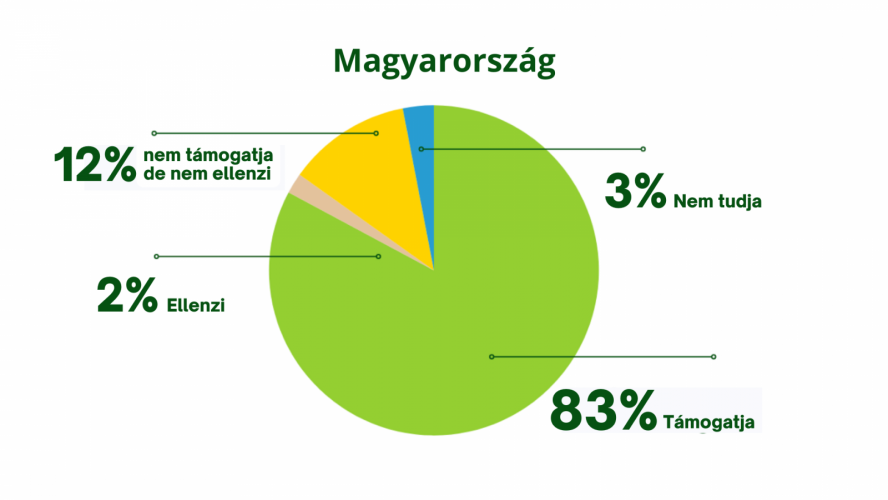 Magyarország
12% nem támogatja
de nem ellenzi
3% Nem tudja
2% Ellenzi
83% Támogatja